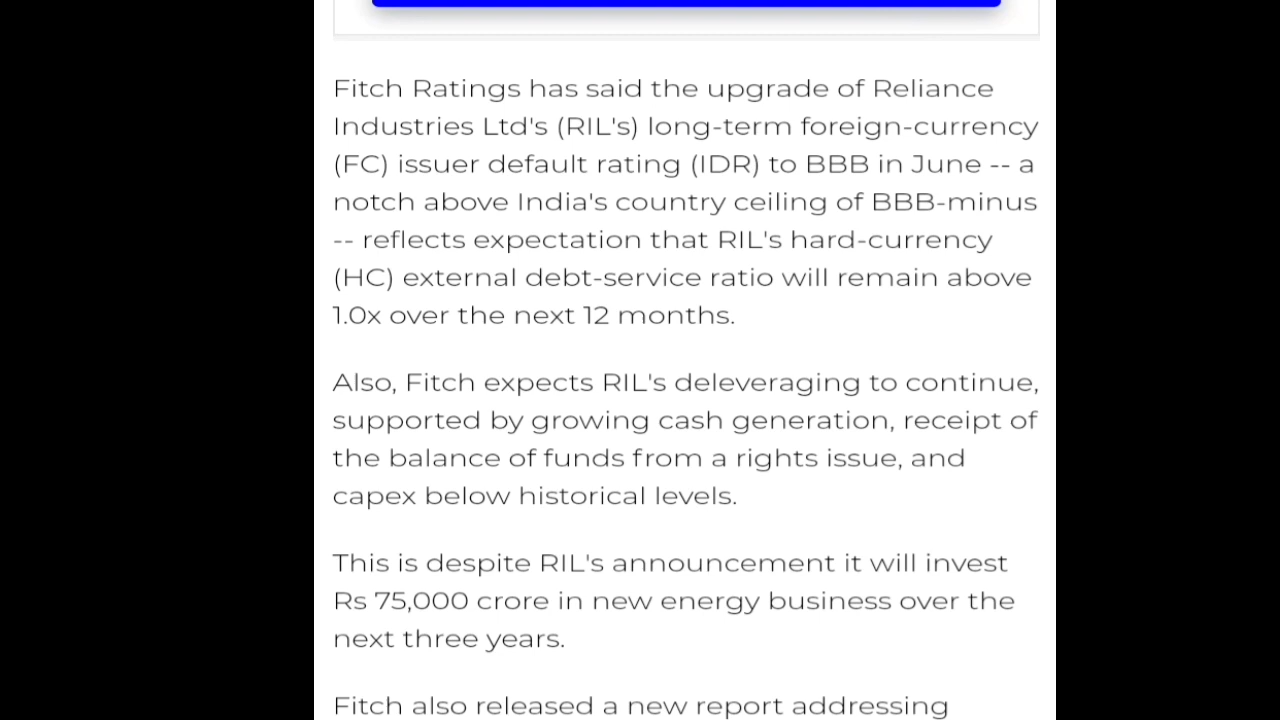 Fitch Ratings has said the upgrade of Reliance
Industries Ltd's (RIL's) long-term foreign-currency
(FC) issuer default rating (IDR) to BBB in June -- a
notch above India's country ceiling of BBB-minus
-- reflects expectation that RIL's hard-currency
(HC) external debt-service ratio will remain above
1.0x over the next 12 months.
Also, Fitch expects RIL's deleveraging to continue,
supported by growing cash generation, receipt of
the balance of funds from a rights issue, and
capex below historical levels.
This is despite RIL's announcement it will invest
Rs 75,000 crore in new energy business over the
next three years.
Fitch also released a new report addressing